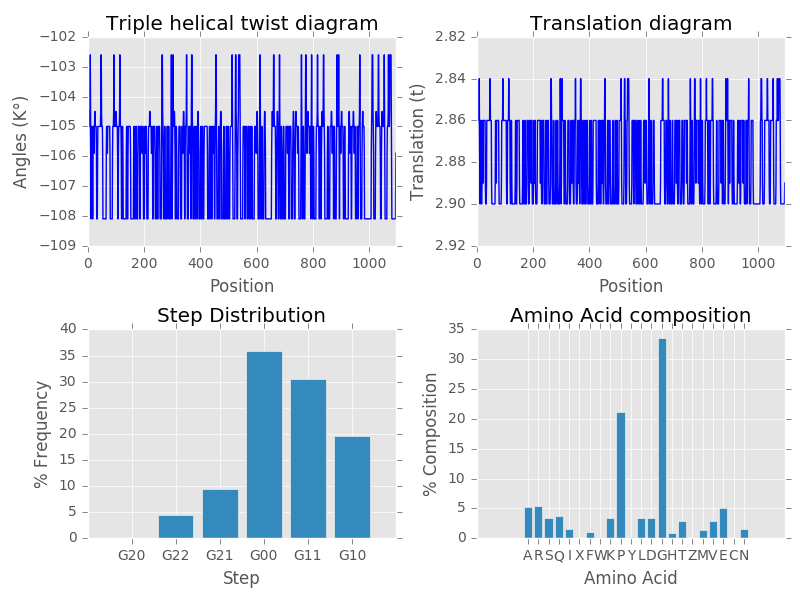 Triple helical twist diagram
−102
−103
−104
−105
−106
−107
−108
−109
Angles (K°)
0 200 400 600 800 1000
Position
Translation diagram
2.82
2.84
2.86
2.88
2.90
2.92
Translation (t)
0 200 400 600 800 1000
Position
Step Distribution
40
35
30
25
20
15
10
5
0
% Frequency
G20 G22 G21 G00 G11 G10
Step
Amino Acid composition
35
30
25
20
15
10
5
0
% Composition
A R S Q I X F W K P Y L D G H T Z M V E C N
Amino Acid